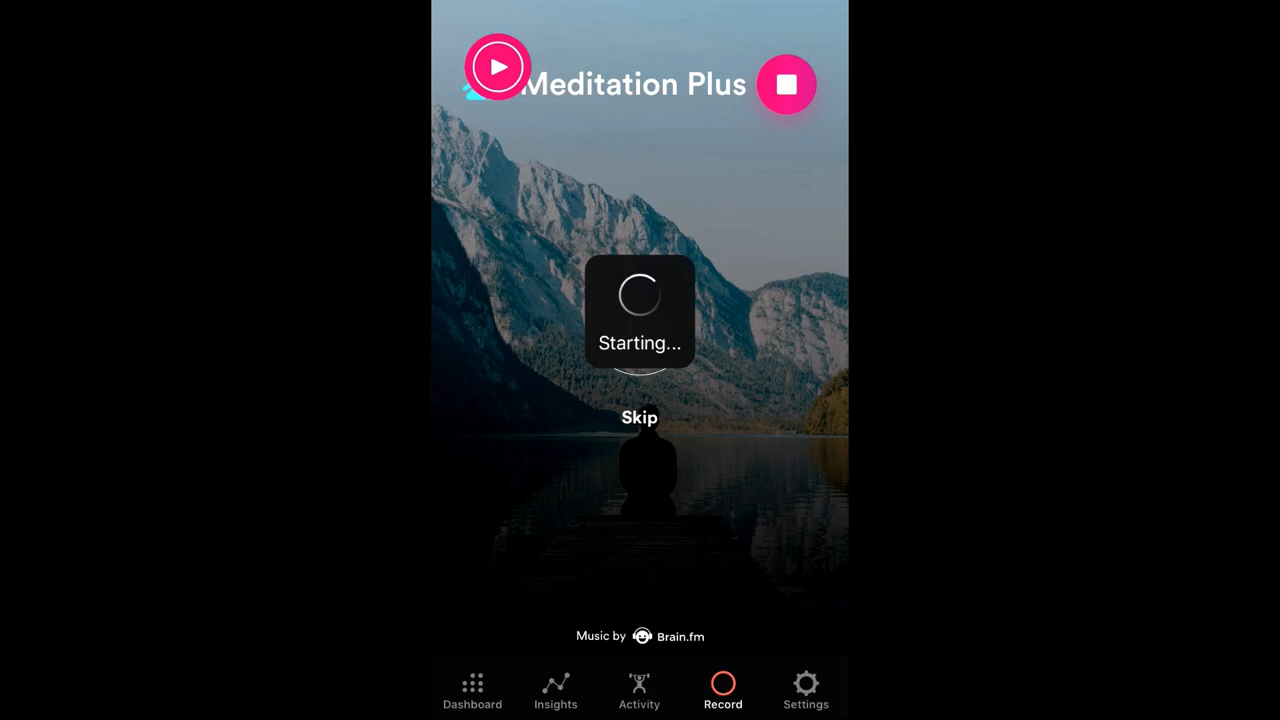 Meditation Plus
Starting...
Skip
Music by Brain.fm
Dashboard
Insights
Activity
Record
Settings